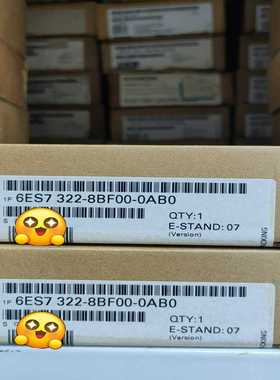 1P 6ES7 322-8BF00-0AB0
S
QTY:1
E-STAND: 07
(Version)
1P 6ES7 322-8BF00-0AB0
S
QTY:1
E-STAND: 07
(Version)